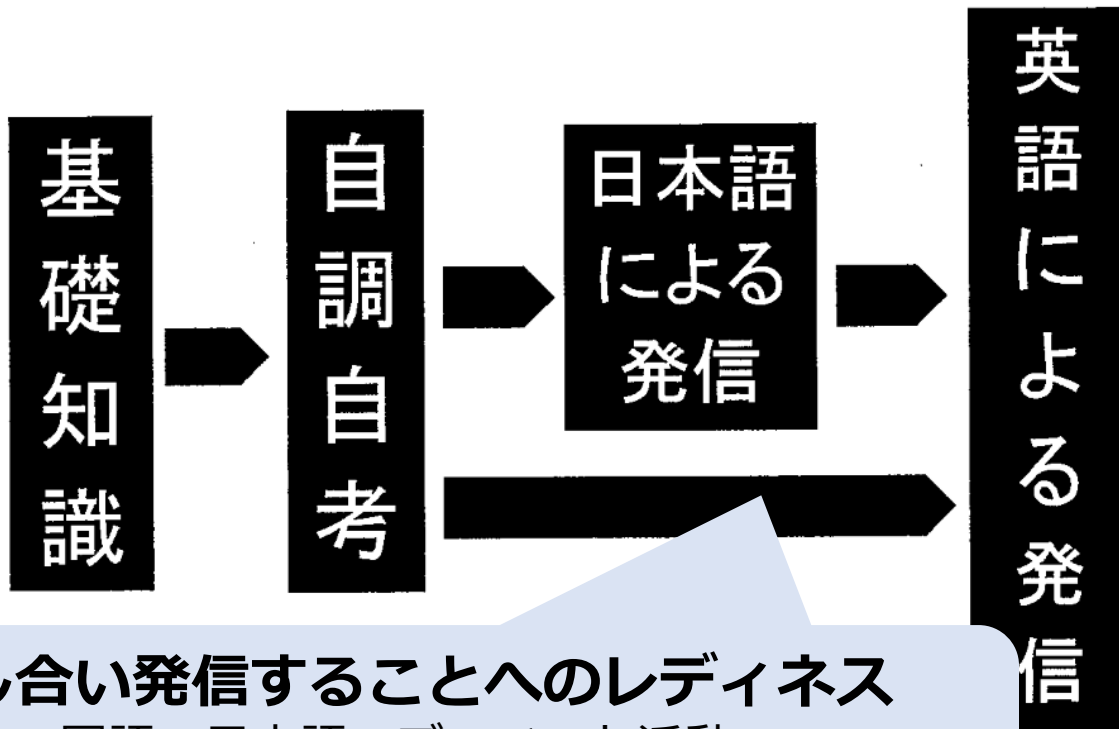 基礎知識
自調自考
日本語
による
発信
英語による発信
合い発信することへのレディネス